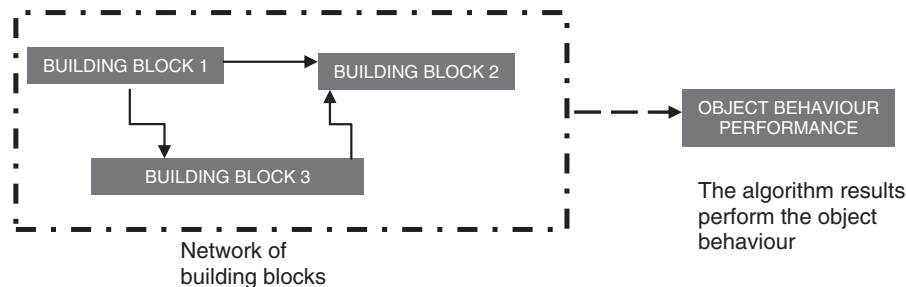 BUILDING BLOCK 1
BUILDING BLOCK 2
BUILDING BLOCK 3
OBJECT BEHAVIOUR
PERFORMANCE
The algorithm results
perform the object
behaviour
Network of
building blocks